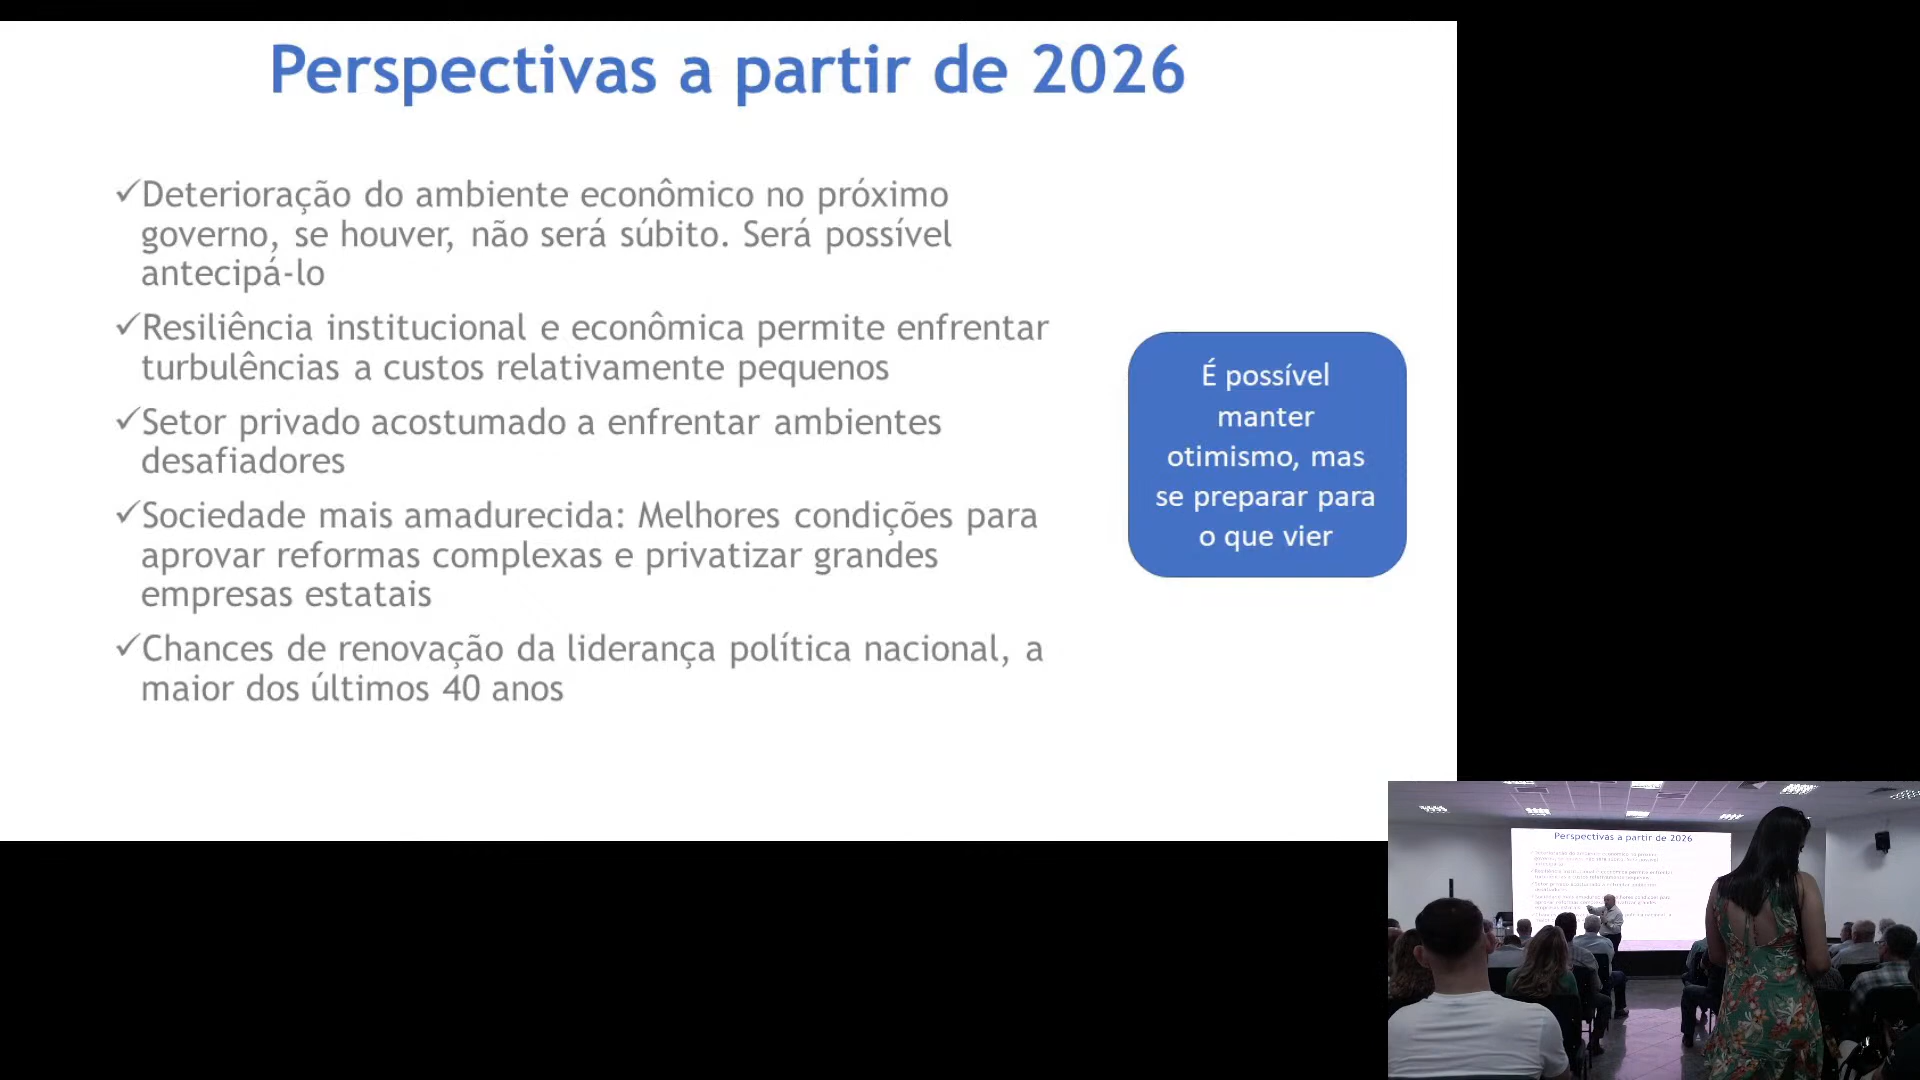 Perspectivas a partir de 2026
✓Deterioração do ambiente econômico no próximo
governo, se houver, não será súbito. Será possível
antecipá-lo
✓Resiliência institucional e econômica permite enfrentar
turbulências a custos relativamente pequenos
✓Setor privado acostumado a enfrentar ambientes
desafiadores
✓Sociedade mais amadurecida: Melhores condições para
aprovar reformas complexas e privatizar grandes
empresas estatais
✓Chances de renovação da liderança política nacional, a
maior dos últimos 40 anos
É possível
manter
otimismo, mas
se preparar para
o que vier
Perspectivas a partir de 2026